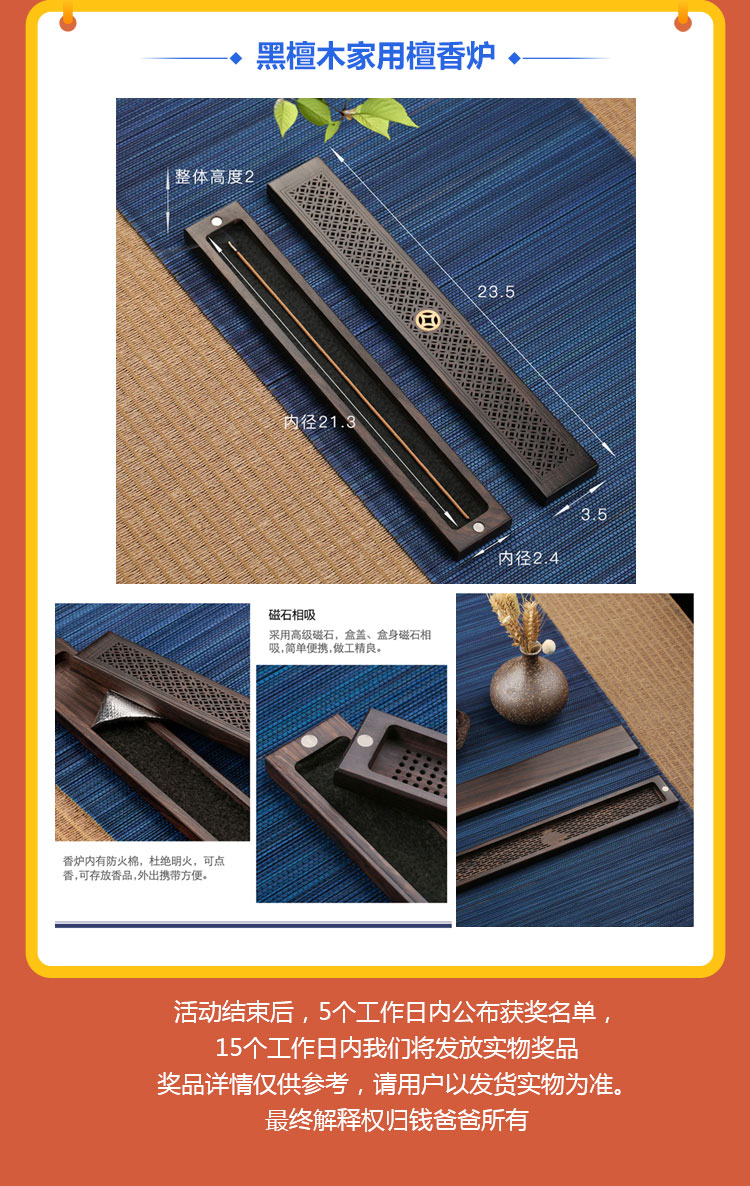 黑檀木家用檀香炉
整体高度2
23.5
内径21.3
3.5
内径2.4
磁石相吸
采用高级磁石，盒盖、盒身磁石相
吸,简单便携,做工精良。
香炉内有防火棉，杜绝明火，可点
香,可存放香品,外出携带方便。
活动结束后，5个工作日内公布获奖名单，
15个工作日内我们将发放实物奖品
奖品详情仅供参考，请用户以发货实物为准。
最终解释权归钱爸爸所有